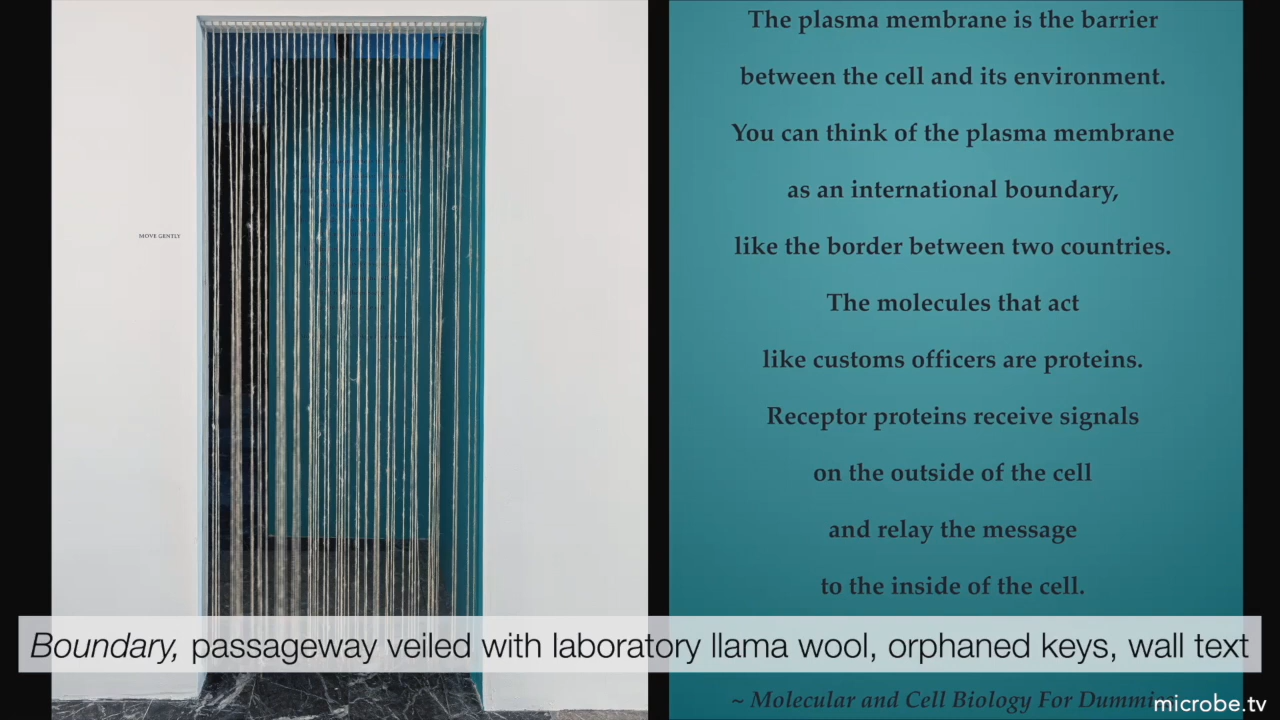 MOVE GENTLY
The plasma membrane is the barrier
between the cell and its environment.
You can think of the plasma membrane
as an international boundary,
like the border between two countries.
The molecules that act
like customs officers are proteins.
Receptor proteins receive signals
on the outside of the cell
and relay the message
to the inside of the cell.
Boundary, passageway veiled with laboratory llama wool, orphaned keys, wall text
~ Molecular and Cell Biology For
microbe.tv